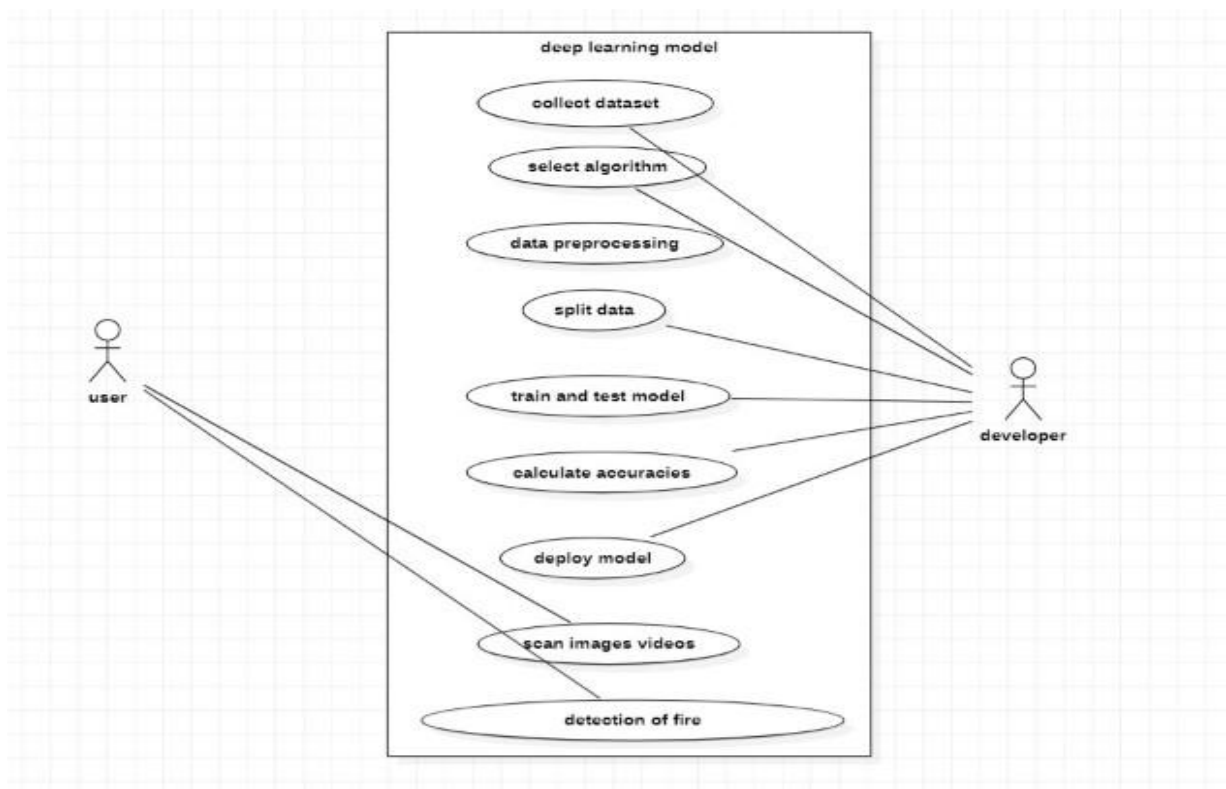 deep learning model
collect dataset
select algorithm
data preprocessing
split data
user
train and test model
developer
calculate accuracies
deploy model
scan images videos
detection of fire